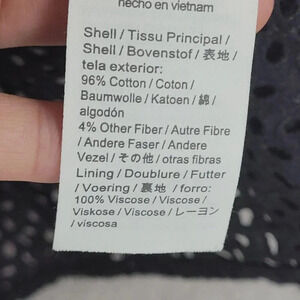 hecho en vietnam
Shell / Tissu Principal /
Shell / Bovenstof / 表地 /
tela exterior:
96% Cotton / Coton /
Baumwolle / Katoen / 綿 /
algodón
4% Other Fiber / Autre Fibre
/ Andere Faser / Andere
Vezel / その他 / otras fibras
Lining / Doublure / Futter
/ Voering / 裏地 / forro:
100% Viscose / Viscose /
Viskose / Viscose / レーヨン
/ viscosa